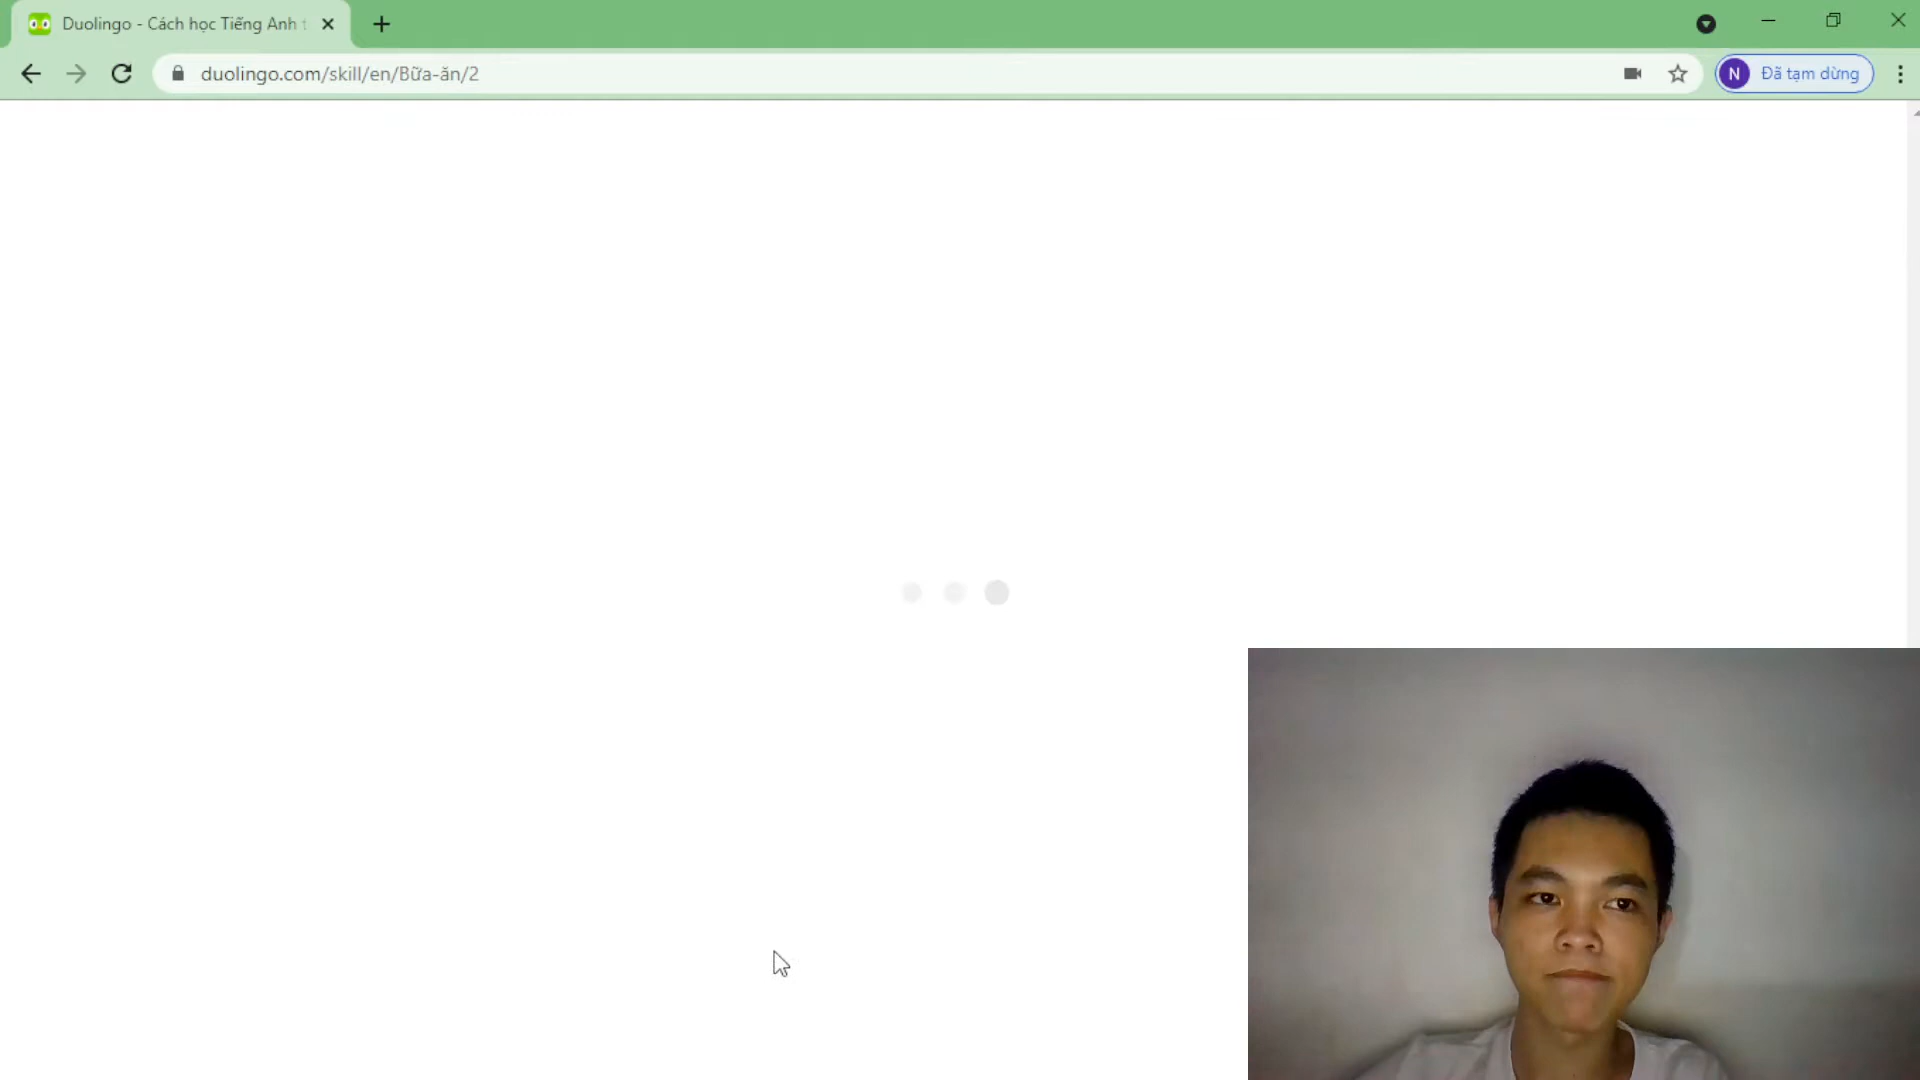 Duolingo - Cách học Tiếng Anh t
duolingo.com/skill/en/Bữa-ăn/2
N Đã tạm dừng